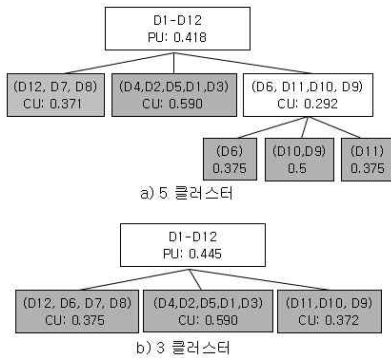 D1-D12
PU: 0.418
(D12, D7, D8)
CU: 0.371
(D4,D2,D5,D1,D3)
CU: 0.590
(D6, D11,D10, D9)
CU: 0.292
(D6)
0.375
(D10,D9)
0.5
(D11)
0.375
a) 5 클러스터
D1-D12
PU: 0.445
(D12, D6, D7, D8)
CU: 0.375
(D4,D2,D5,D1,D3)
CU: 0.590
(D11,D10, D9)
CU: 0.372
b) 3 클러스터